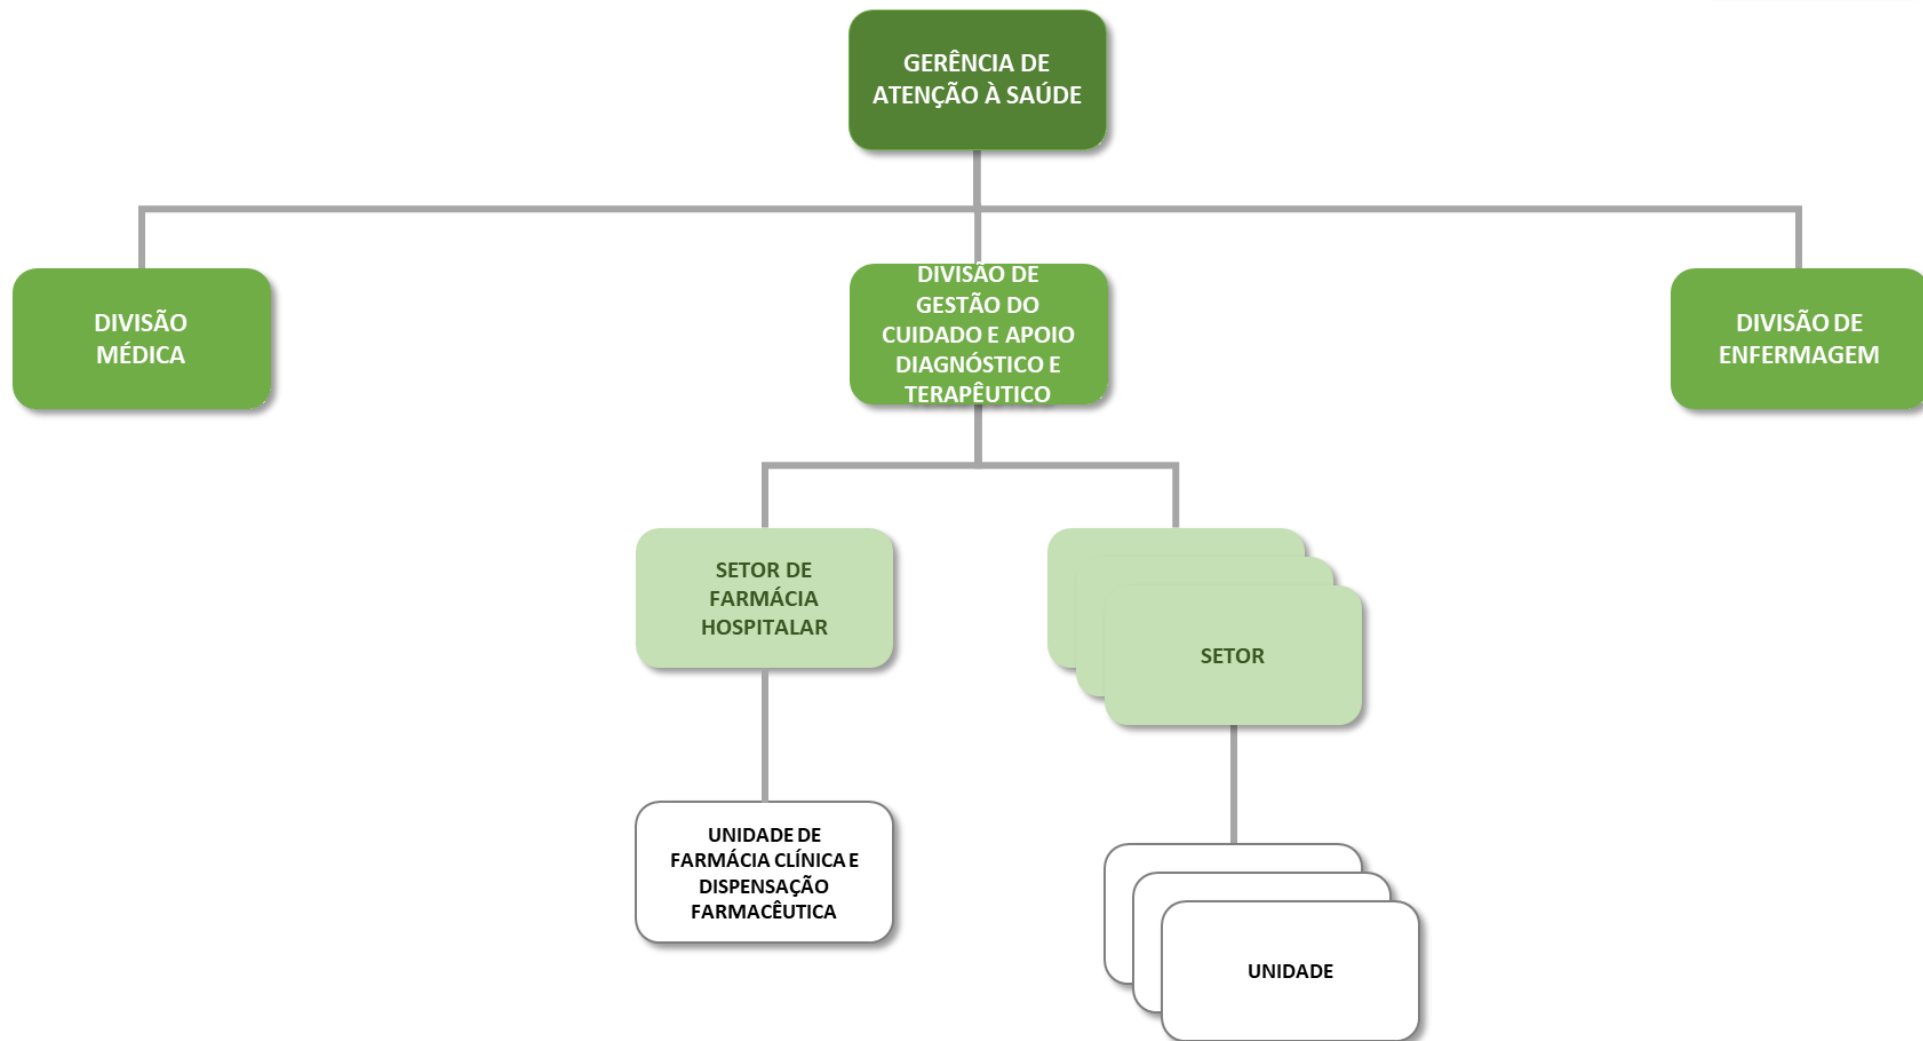 GERÊNCIA DE
ATENÇÃO À SAÚDE
DIVISÃO
MÉDICA
DIVISÃO DE
GESTÃO DO
CUIDADO E APOIO
DIAGNÓSTICO E
TERAPÊUTICO
DIVISÃO DE
ENFERMAGEM
SETOR DE
FARMÁCIA
HOSPITALAR
SETOR
UNIDADE DE
FARMÁCIA CLÍNICA E
DISPENSAÇÃO
FARMACÊUTICA
UNIDADE